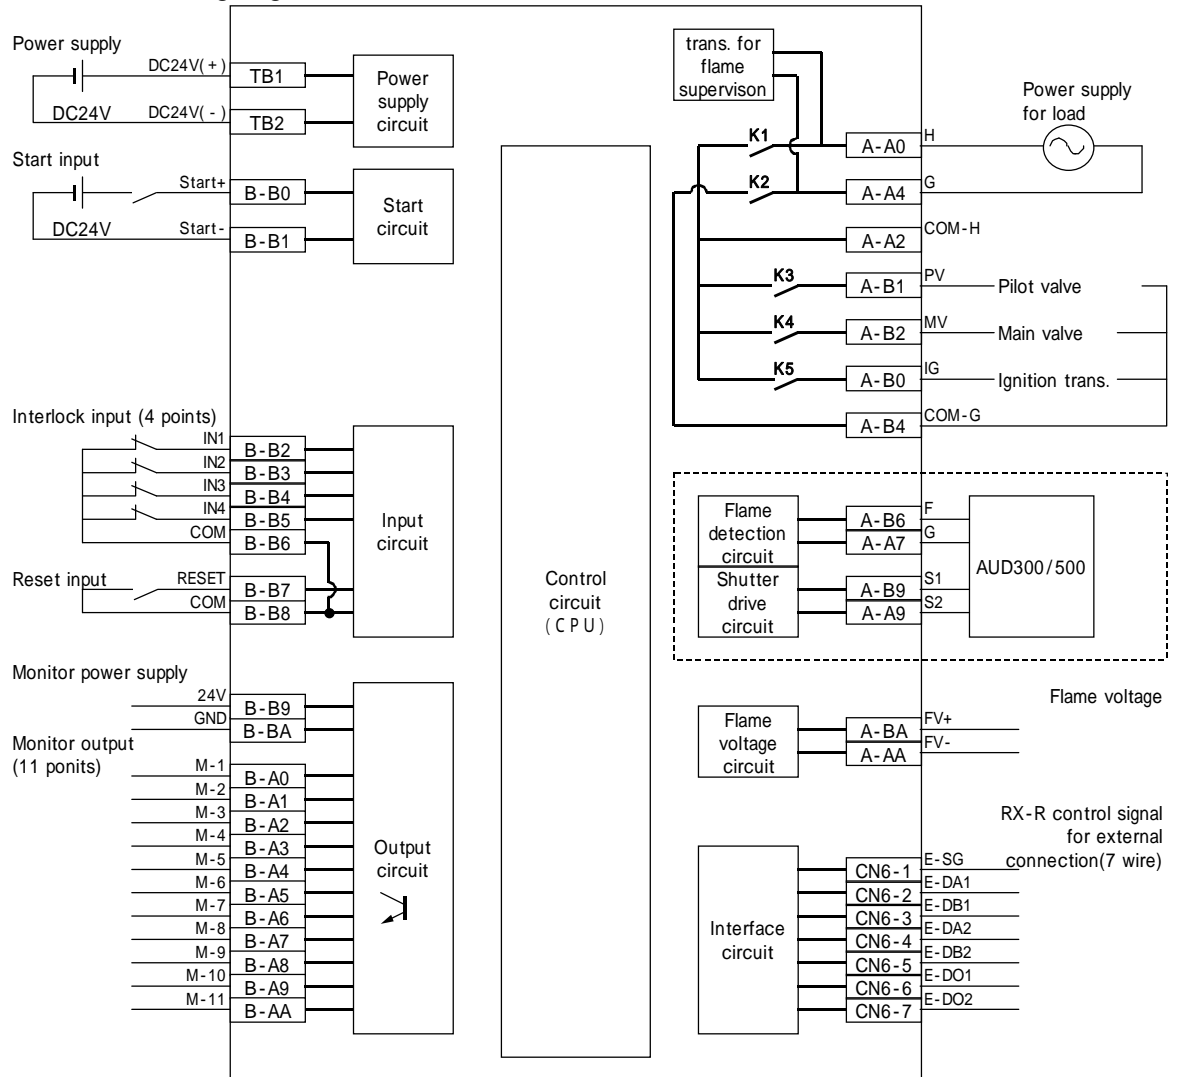 Power supply
DC24V(+)
DC24V
DC24V(-)
TB1
TB2
Power
supply
circuit
Start input
Start+
DC24V
Start-
B-B0
B-B1
Start
circuit
Interlock input (4 points)
IN1
B-B2
IN2
B-B3
IN3
B-B4
IN4
B-B5
COM
B-B6
Reset input
RESET
B-B7
COM
B-B8
Input
circuit
Monitor power supply
24V
B-B9
GND
B-BA
Monitor output
(11 ponits)
M-1
B-A0
M-2
B-A1
M-3
B-A2
M-4
B-A3
M-5
B-A4
M-6
B-A5
M-7
B-A6
M-8
B-A7
M-9
B-A8
M-10
B-A9
M-11
B-AA
Output
circuit
Control
circuit
(CPU)
trans. for
flame
supervison
Power supply
for load
K1
A-A0
H
K2
A-A4
G
A-A2
COM-H
K3
A-B1
PV
Pilot valve
K4
A-B2
MV
Main valve
K5
A-B0
IG
Ignition trans.
A-B4
COM-G
Flame
detection
circuit
Shutter
drive
circuit
A-B6
F
A-A7
G
A-B9
S1
A-A9
S2
AUD300/500
Flame voltage
Flame
voltage
circuit
A-BA
FV+
A-AA
FV-
RX-R control signal
for external
connection(7 wire)
Interface
circuit
CN6-1
E-SG
CN6-2
E-DA1
CN6-3
E-DB1
CN6-4
E-DA2
CN6-5
E-DB2
CN6-6
E-DO1
CN6-7
E-DO2